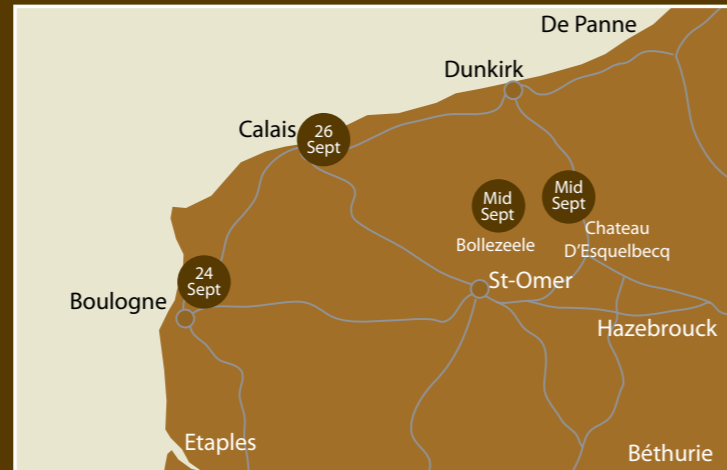 De Panne
Dunkirk
Calais
26
Sept
Mid
Sept
Mid
Sept
Bollezeele
Chateau
D'Esquelbecq
24
Sept
St-Omer
Boulogne
Hazebrouck
Etaples
Béthurie